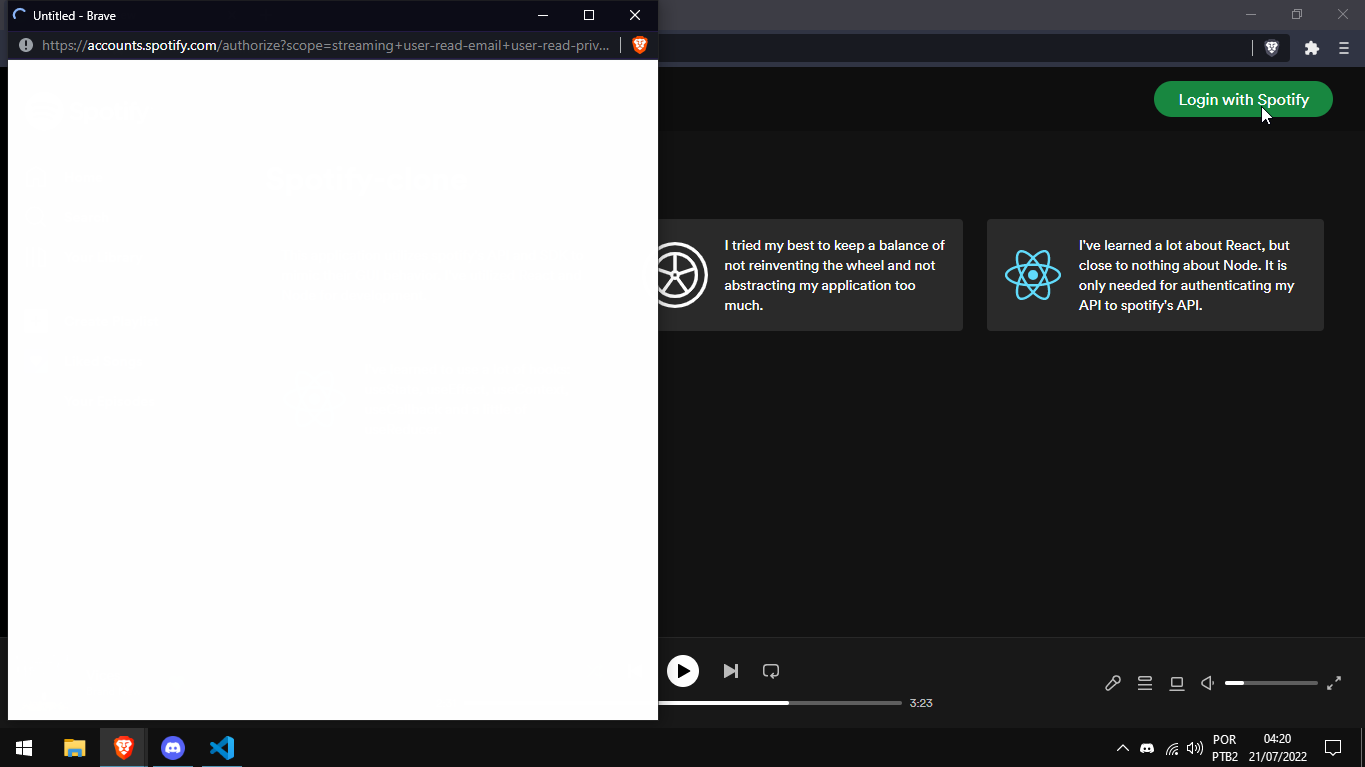 Untitled - Brave
https://accounts.spotify.com/authorize?scope=streaming+user-read-email+user-read-priv...
Login with Spotify
I tried my best to keep a balance of
not reinventing the wheel and not
abstracting my application too
much.
I've learned a lot about React, but
close to nothing about Node. It is
only needed for authenticating my
API to spotify's API.
3:23
POR
PTB2
04:20
21/07/2022